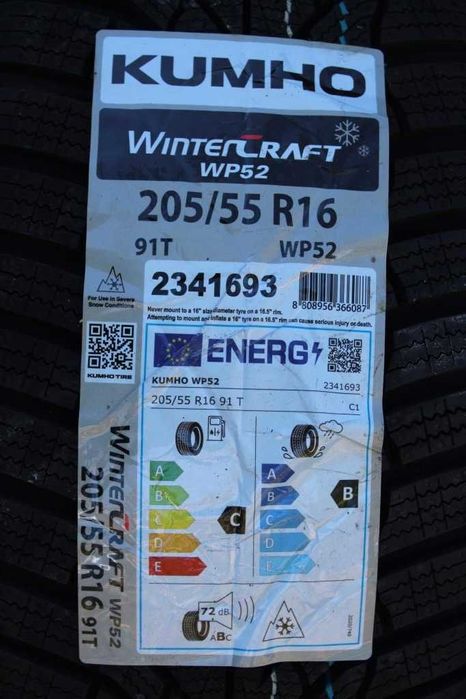 KUMHO
WINTERCRAFT
WP52
205/55 R16
91T WP52
2341693
8 808956 366087
For Use in Severe
Snow Conditions
Never mount to a 16" size diameter tyre on a 16.5" rim.
Attempting to mount and inflate a 16" tyre on a 16.5" rim can cause serious injury or death.
KUMHO TIRE
ENERG
KUMHO WP52 2341693
205/55 R16 91 T C1
A
B
C
D
E
C
A
B
C
D
E
B
72 dB
ABC
2020/740
WINTERCRAFT WP52
205/55R16 91T